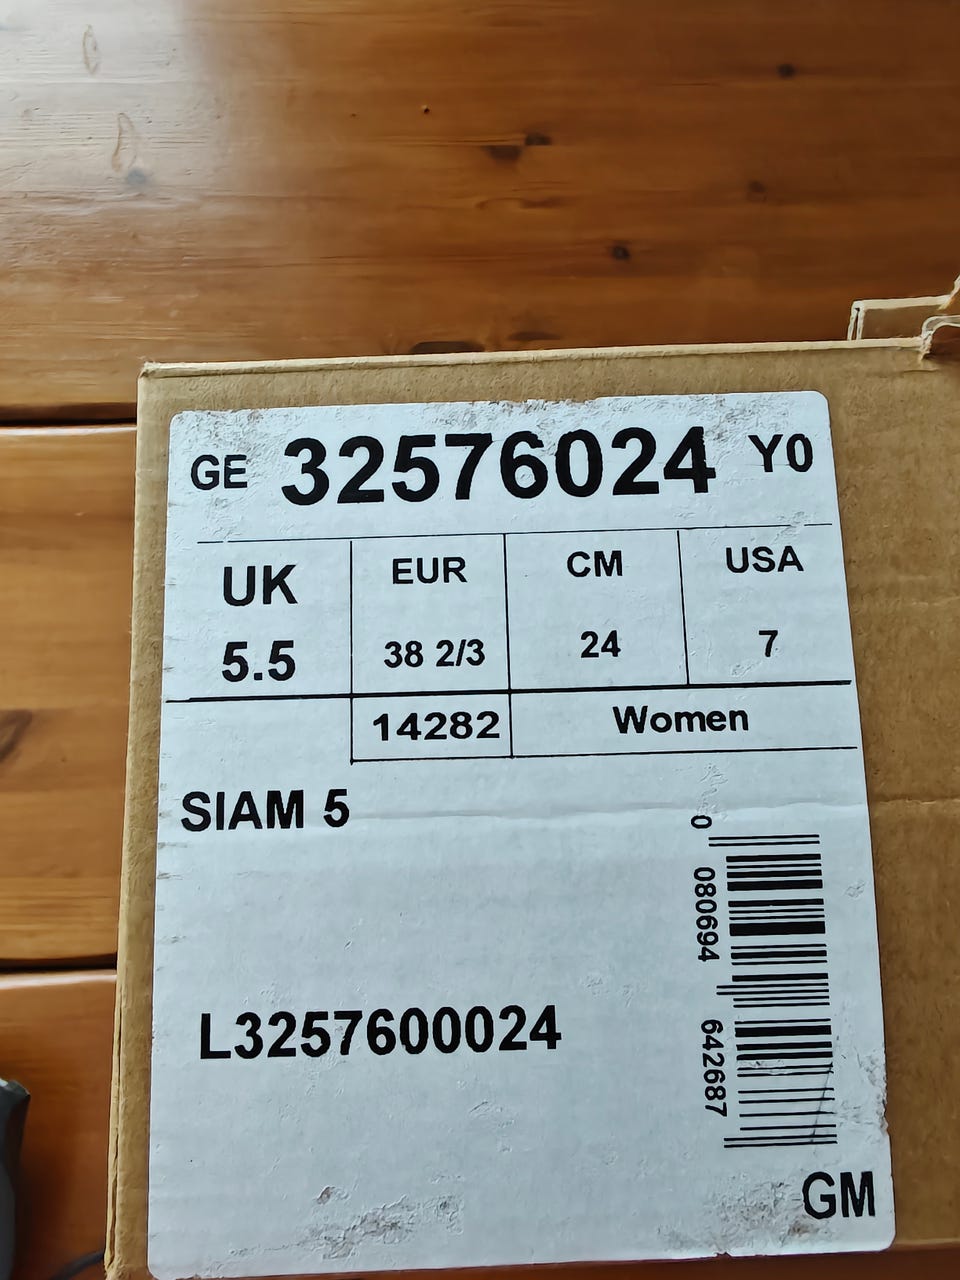 GE 32576024 Y0
UK EUR CM USA
5.5 38 2/3 24 7
14282 Women
SIAM 5
0 080694 642687
L3257600024
GM